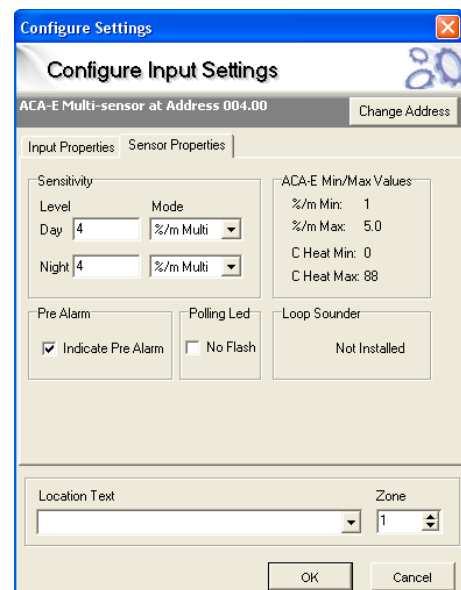 Configure Settings
Configure Input Settings
ACA-E Multi-sensor at Address 004.00
Change Address
Input Properties Sensor Properties
Sensitivity
Level Mode
Day 4 %/m Multi
Night 4 %/m Multi
ACA-E Min/Max Values
%/m Min: 1
%/m Max: 5.0
C Heat Min: 0
C Heat Max: 88
Pre Alarm
Indicate Pre Alarm
Polling Led
No Flash
Loop Sounder
Not Installed
Location Text
Zone
1
OK
Cancel